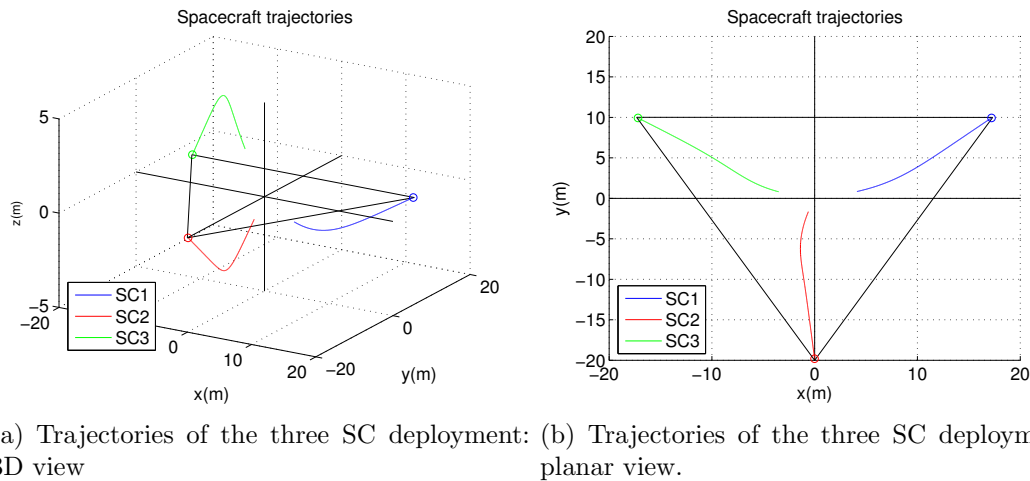 Spacecraft trajectories
5
0
−5
z(m)
−20
0
10
20
x(m)
−20
0
20
y(m)
SC1
SC2
SC3
Spacecraft trajectories
20
15
10
5
0
−5
−10
−15
−20
y(m)
−20
−10
0
10
20
x(m)
SC1
SC2
SC3
a) Trajectories of the three SC deployment:
3D view
(b) Trajectories of the three SC deploym
planar view.